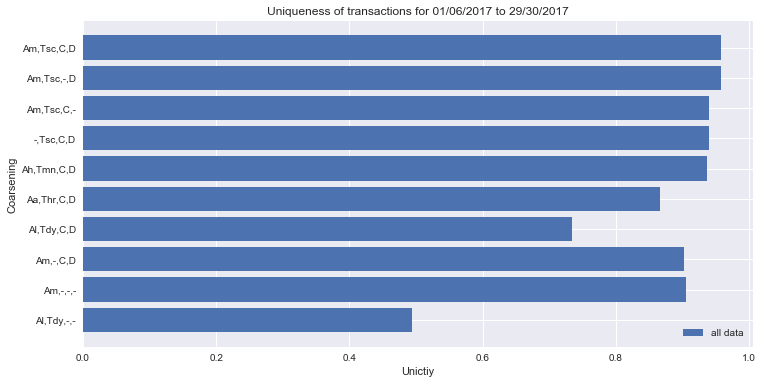 Uniqueness of transactions for 01/06/2017 to 29/30/2017
Coarsening
Am,Tsc,C,D
Am,Tsc,-,D
Am,Tsc,C,-
-,Tsc,C,D
Ah,Tmn,C,D
Aa,Thr,C,D
Al,Tdy,C,D
Am,-,C,D
Am,-,-,-
Al,Tdy,-,-
all data
0.0 0.2 0.4 0.6 0.8 1.0
Unictiy